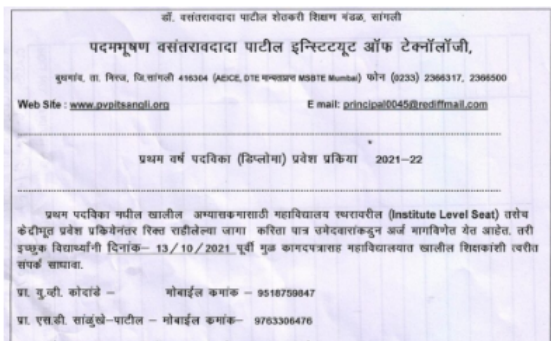 डॉ. वसंतरावदादा पाटील शेतकरी शिक्षण मंडळ, सांगली
पदमभूषण वसंतरावदादा पाटील इन्स्टिटयूट ऑफ टेक्नॉलॉजी,
बुधगांव, ता. मिरज, जि.सांगली 416304 (AEICE, DTE मान्यताप्राप्त MSBTE Mumbai) फोन (0233) 2366317, 2366500
Web Site : www.pvpitsangli.org E mail: principal0045@rediffmail.com
प्रथम वर्ष पदविका (डिप्लोमा) प्रवेश प्रकिया 2021-22
प्रथम पदविका मधील खालील अभ्यासकमासाठी महाविद्यालय स्थरावरील (Institute Level Seat) तसेच
केंदीभूत प्रवेश प्रकियेनंतर रिक्त राहीलेल्या जागा करिता पात्र उमेदवारांकडुन अर्ज मागविणेत येत आहेत. तरी
इच्छुक विद्यार्थ्यांनी दिनांक– 13/10/2021 पूर्वी मुळ कागदपत्रासह महाविद्यालयात खालील शिक्षकांशी त्वरीत
संपर्क साधावा.
प्रा. यु.व्ही. कोदांडे – मोबाईल कमांक - 9518759847
प्रा. एस.डी. सांळुखे–पाटील – मोबाईल कमांक– 9763306476